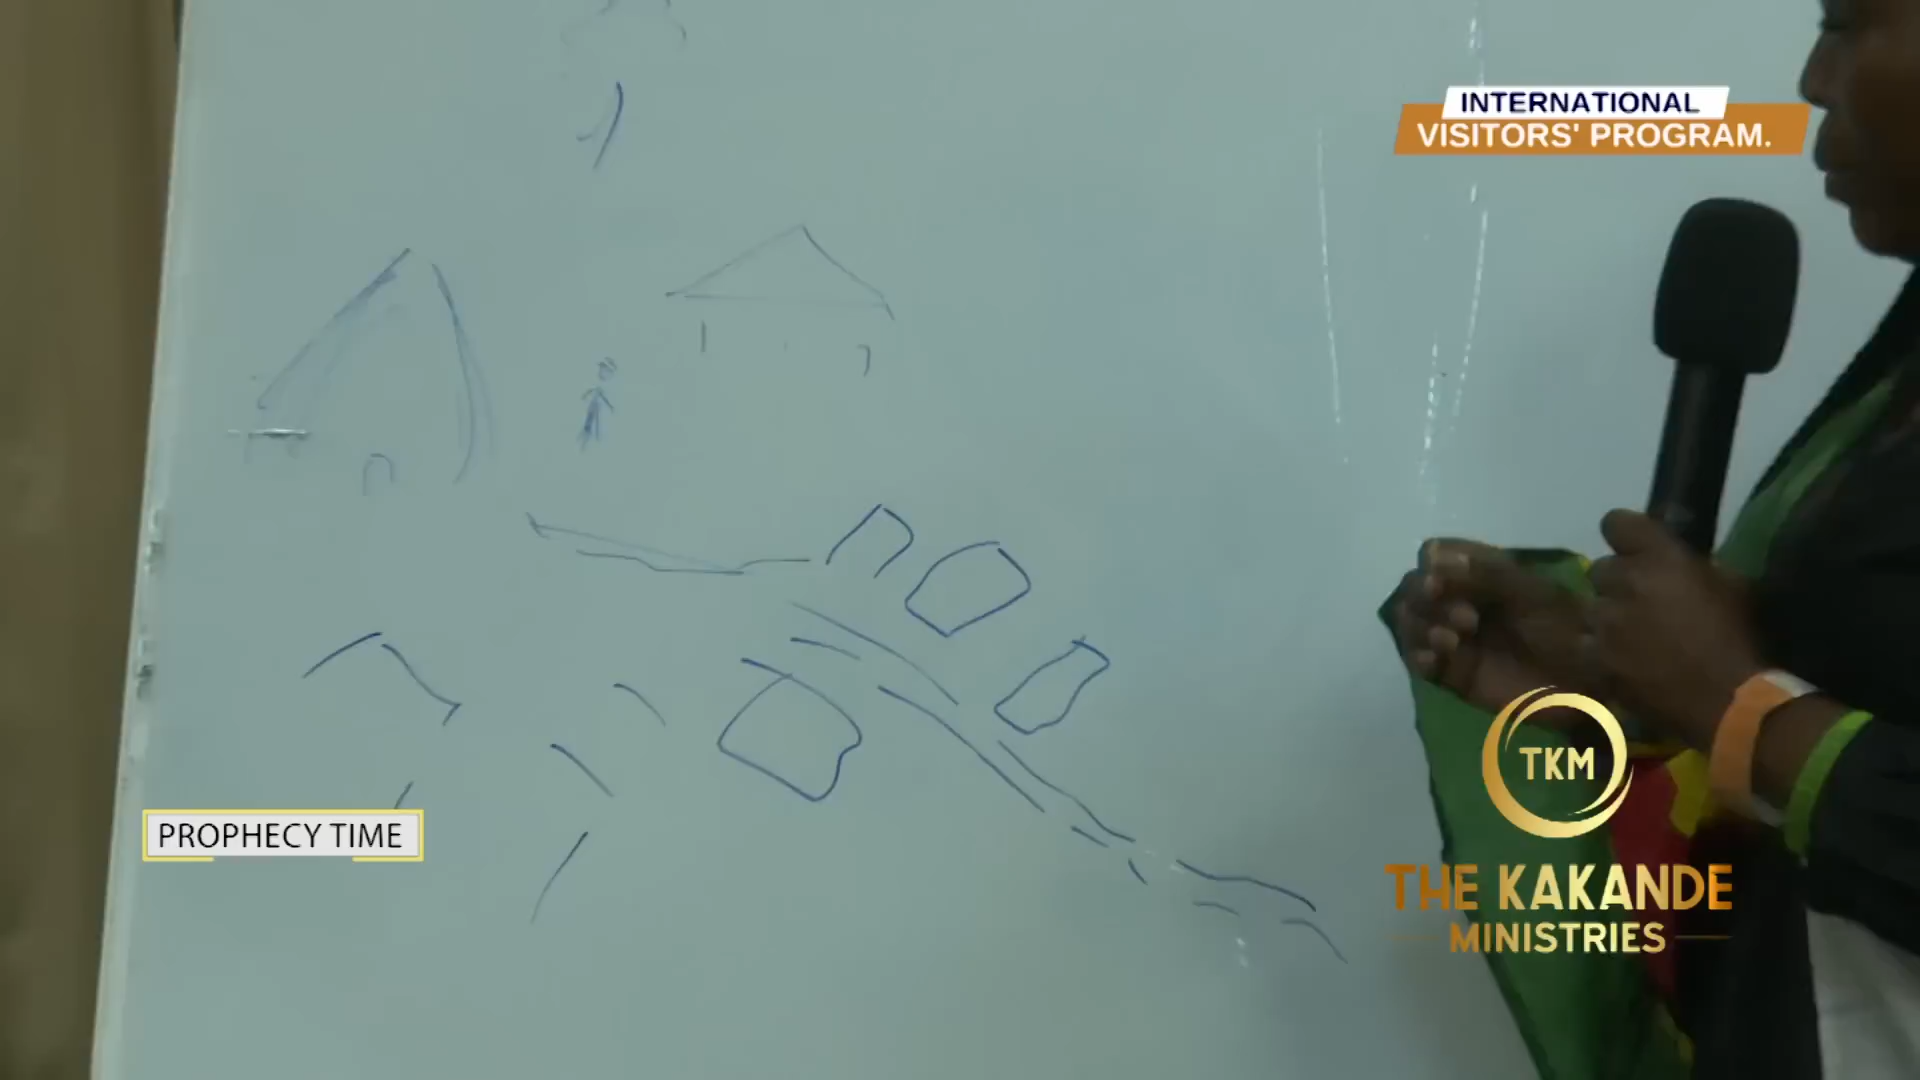 INTERNATIONAL
VISITORS' PROGRAM.
PROPHECY TIME
TKM
THE KAKANDE
MINISTRIES